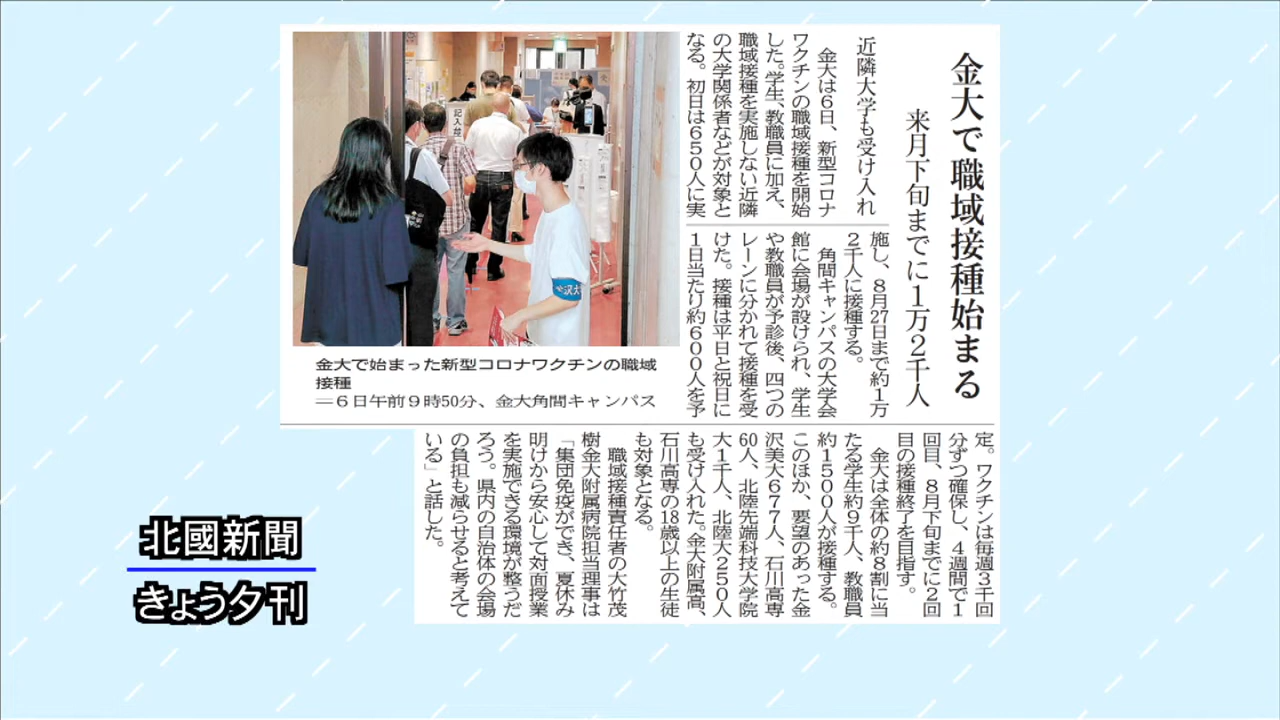 金大で職域接種始まる
来月下旬までに1万2千人
近隣大学も受け入れ
金大は６日、新型コロナ
ワクチンの職域接種を開始
した。学生、教職員に加え、
職域接種を実施しない近隣
の大学関係者などが対象と
なる。初日は６５０人に実
施し、８月27日まで約１万
２千人に接種する。
角間キャンパスの大学会
館に会場が設けられ、学生
や教職員が予診後、四つの
レーンに分かれて接種を受
けた。接種は平日と祝日に
１日当たり約６００人を予
定。ワクチンは毎週３千回
分ずつ確保し、４週間で１
回目、８月下旬までに２回
目の接種終了を目指す。
金大は全体の約８割に当
たる学生約９千人、教職員
約１５００人が接種する。
このほか、要望のあった金
沢美大６７７人、石川高専
60人、北陸先端科技大学院
大１千人、北陸大２５０人
も受け入れた。金大附属高、
石川高専の18歳以上の生徒
も対象となる。
職域接種責任者の大竹茂
樹金大附属病院担当理事は
「集団免疫ができ、夏休み
明けから安心して対面授業
を実施できる環境が整うだ
ろう。県内の自治体の会場
の負担も減らせると考えて
いる」と話した。
記入台
金大で始まった新型コロナワクチンの職域
接種
＝６日午前９時50分、金大角間キャンパス
北國新聞
きょう夕刊